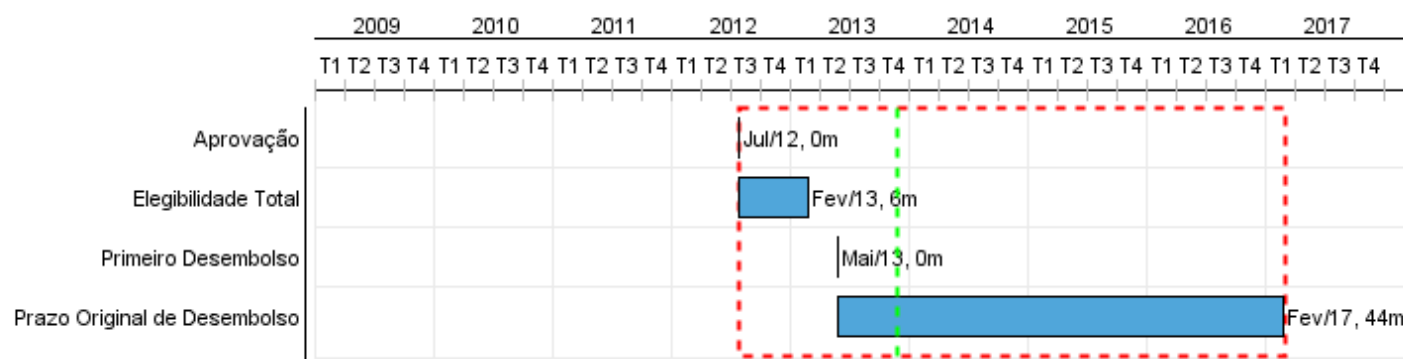 2009 2010 2011 2012 2013 2014 2015 2016 2017
T1 T2 T3 T4 T1 T2 T3 T4 T1 T2 T3 T4 T1 T2 T3 T4 T1 T2 T3 T4 T1 T2 T3 T4 T1 T2 T3 T4 T1 T2 T3 T4 T1 T2 T3 T4
Aprovação Jul/12, 0m
Elegibilidade Total Fev/13, 6m
Primeiro Desembolso Mai/13, 0m
Prazo Original de Desembolso Fev/17, 44m